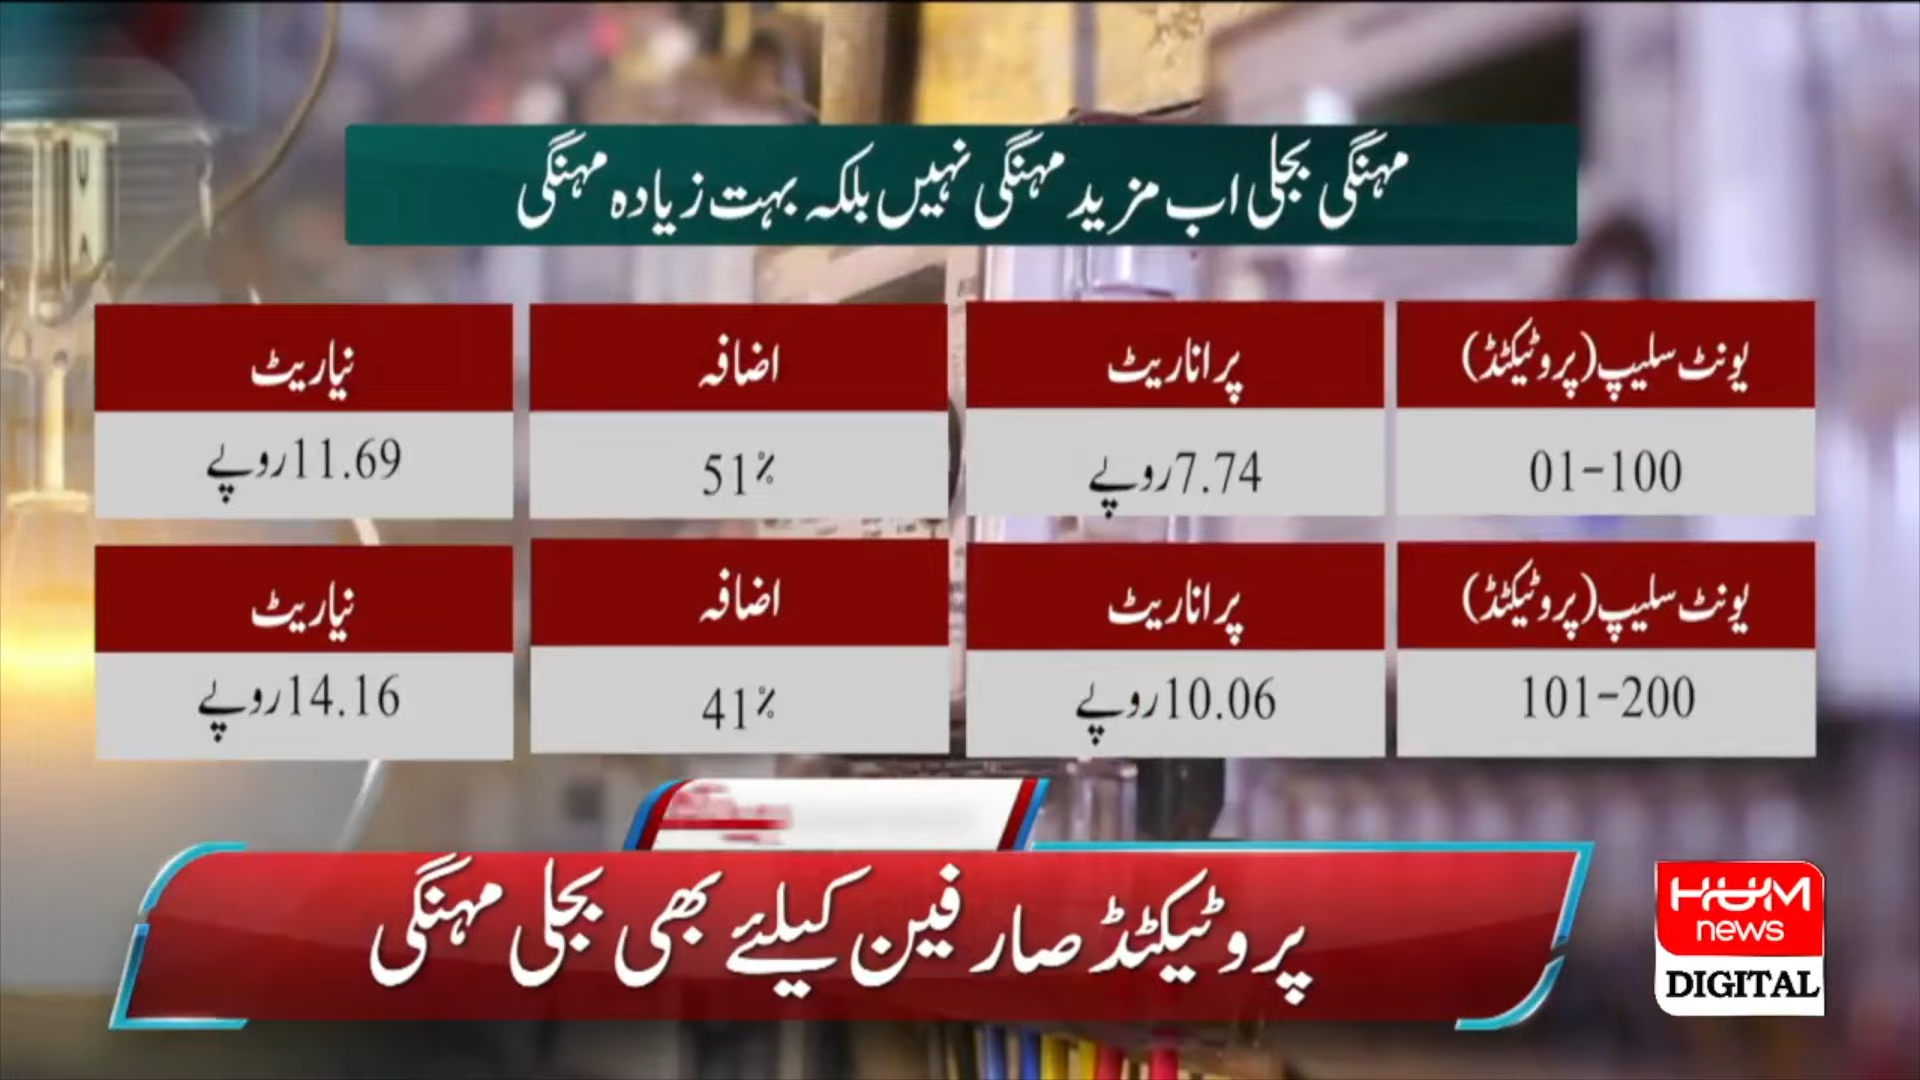 مہنگی بجلی اب مزید مہنگی نہیں بلکہ بہت زیادہ مہنگی
یونٹ سلیپ (پروٹیکٹڈ) پرانا ریٹ اضافہ نیا ریٹ
01-100 7.74روپے 51% 11.69روپے
یونٹ سلیپ (پروٹیکٹڈ) پرانا ریٹ اضافہ نیا ریٹ
101-200 10.06روپے 41% 14.16روپے
پروٹیکٹڈ صارفین کیلئے بھی بجلی مہنگی
HUM
news
DIGITAL